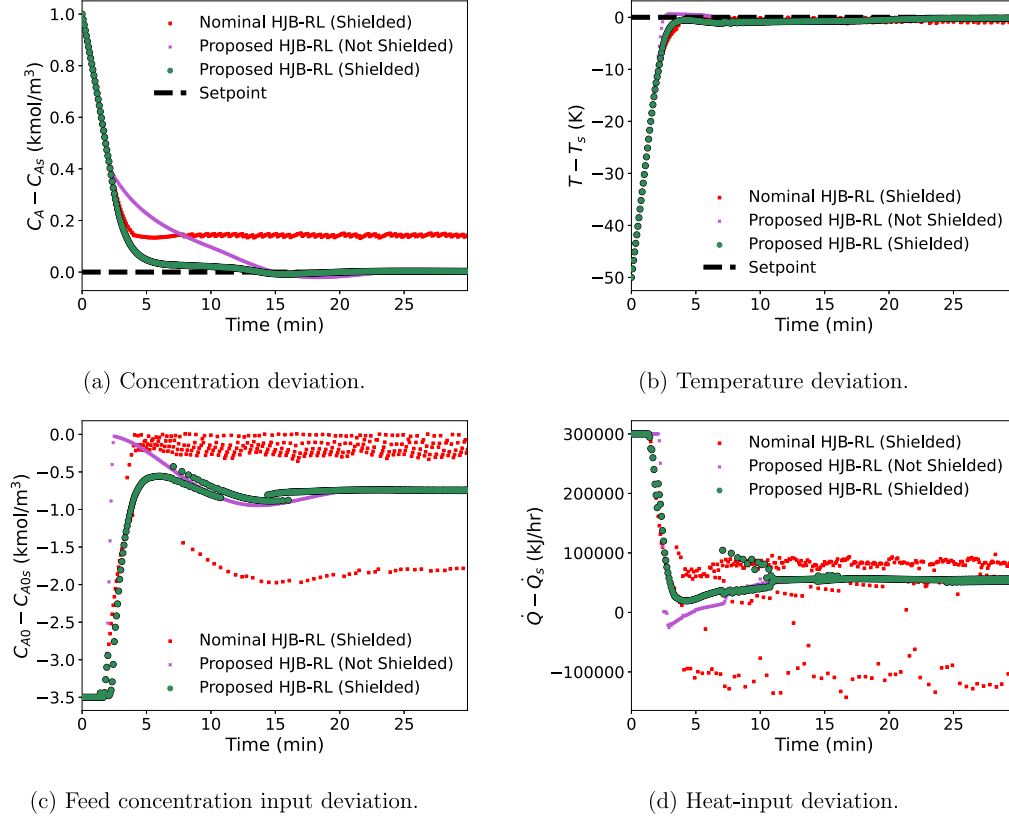 1.0
0.8
0.6
0.4
0.2
0.0
C_A − C_As (kmol/m³)
Nominal HJB-RL (Shielded)
Proposed HJB-RL (Not Shielded)
Proposed HJB-RL (Shielded)
Setpoint
0 5 10 15 20 25
Time (min)
(a) Concentration deviation.
0
−10
−20
−30
−40
−50
T − T_s (K)
Nominal HJB-RL (Shielded)
Proposed HJB-RL (Not Shielded)
Proposed HJB-RL (Shielded)
Setpoint
0 5 10 15 20 25
Time (min)
(b) Temperature deviation.
0.0
−0.5
−1.0
−1.5
−2.0
−2.5
−3.0
−3.5
C_A0 − C_A0s (kmol/m³)
Nominal HJB-RL (Shielded)
Proposed HJB-RL (Not Shielded)
Proposed HJB-RL (Shielded)
0 5 10 15 20 25
Time (min)
(c) Feed concentration input deviation.
300000
200000
100000
0
−100000
Q̇ − Q̇_s (kJ/hr)
Nominal HJB-RL (Shielded)
Proposed HJB-RL (Not Shielded)
Proposed HJB-RL (Shielded)
0 5 10 15 20 25
Time (min)
(d) Heat-input deviation.